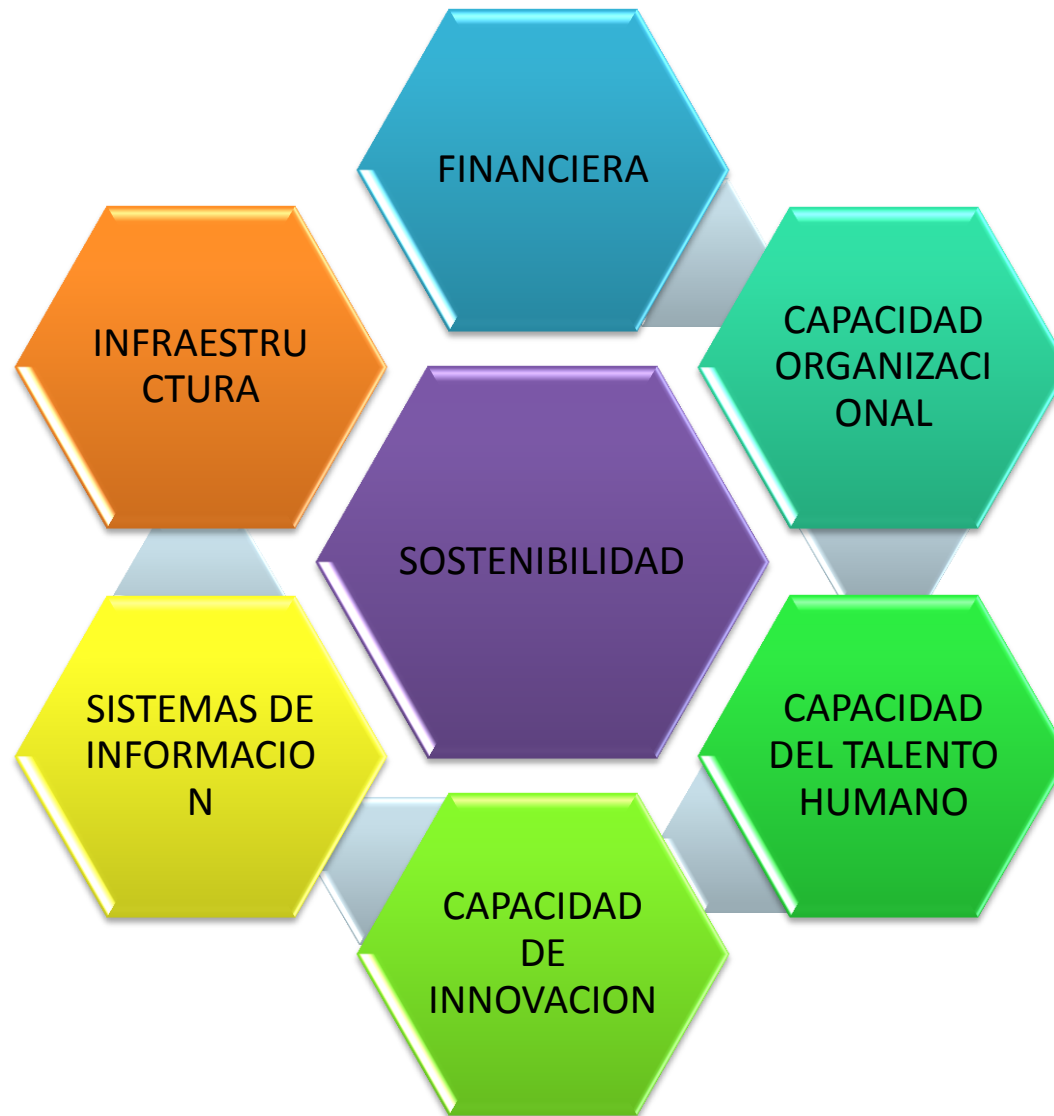 FINANCIERA
CAPACIDAD
ORGANIZACI
ONAL
INFRAESTRU
CTURA
SOSTENIBILIDAD
CAPACIDAD
DEL TALENTO
HUMANO
SISTEMAS DE
INFORMACIO
N
CAPACIDAD
DE
INNOVACION